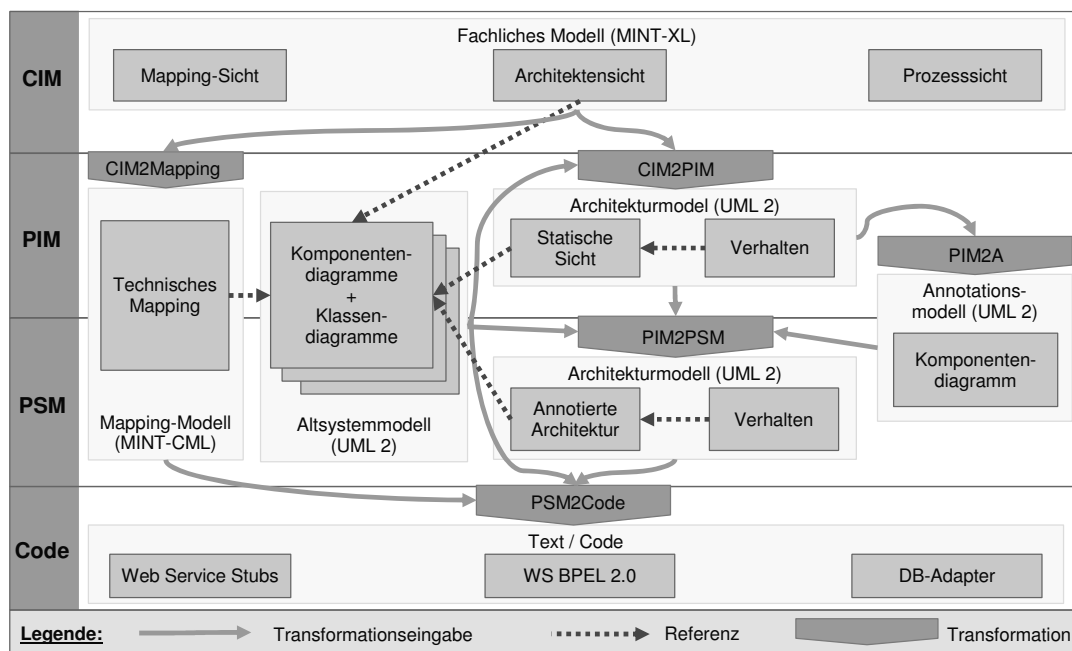 CIM
Fachliches Modell (MINT-XL)
Mapping-Sicht
Architektensicht
Prozesssicht
CIM2Mapping
CIM2PIM
PIM
Technisches
Mapping
Mapping-Modell
(MINT-CML)
Komponenten-
diagramme
+
Klassen-
diagramme
Altsystemmodell
(UML 2)
Architekturmodel (UML 2)
Statische
Sicht
Verhalten
PIM2A
Annotations-
modell (UML 2)
Komponenten-
diagramm
PIM2PSM
PSM
Architekturmodell (UML 2)
Annotierte
Architektur
Verhalten
PSM2Code
Code
Text / Code
Web Service Stubs
WS BPEL 2.0
DB-Adapter
Legende:
Transformationseingabe
Referenz
Transformation